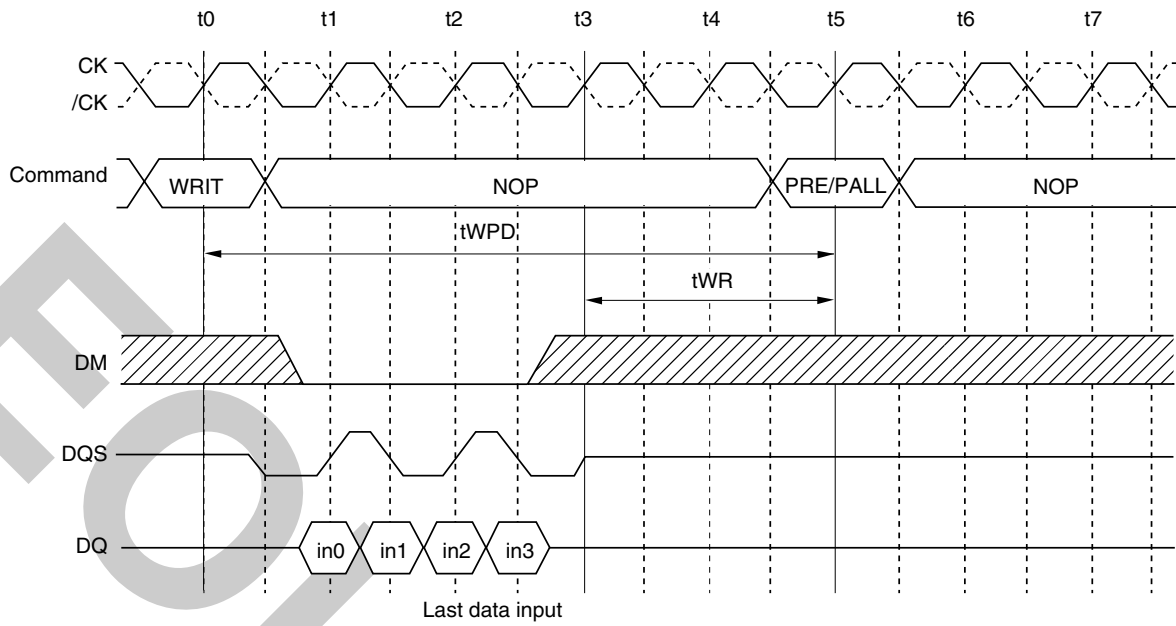 t0 t1 t2 t3 t4 t5 t6 t7
CK
/CK
Command WRIT NOP PRE/PALL NOP
tWPD
tWR
DM
DQS
DQ in0 in1 in2 in3
Last data input